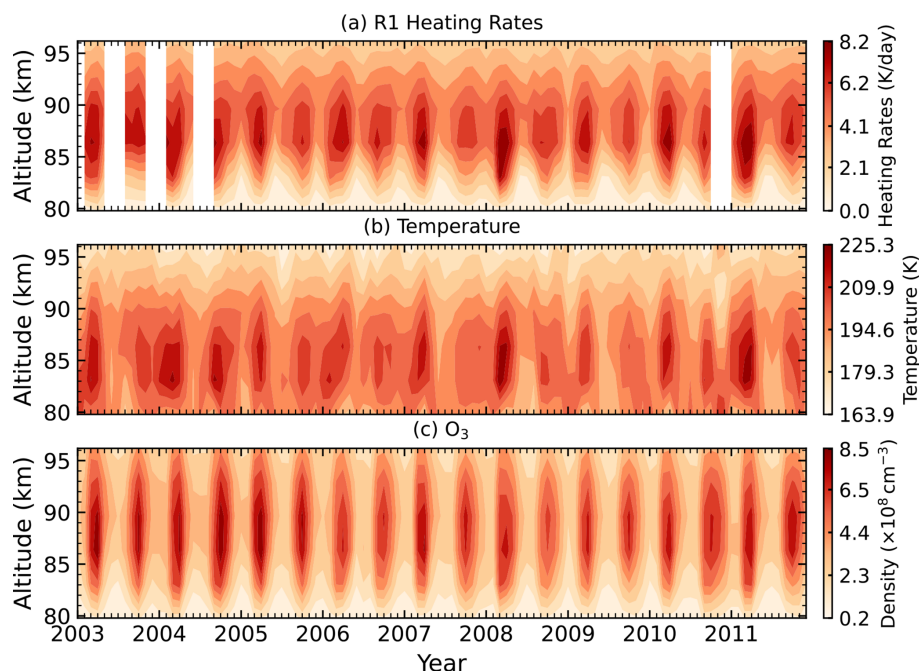 (a) R1 Heating Rates
Altitude (km)
95
90
85
80
8.2
6.2
4.1
2.1
0.0
Heating Rates (K/day)
(b) Temperature
Altitude (km)
95
90
85
80
225.3
209.9
194.6
179.3
163.9
Temperature (K)
(c) O₃
Altitude (km)
95
90
85
80
8.5
6.5
4.4
2.3
0.2
Density (×10⁸ cm⁻³)
2003 2004 2005 2006 2007 2008 2009 2010 2011
Year